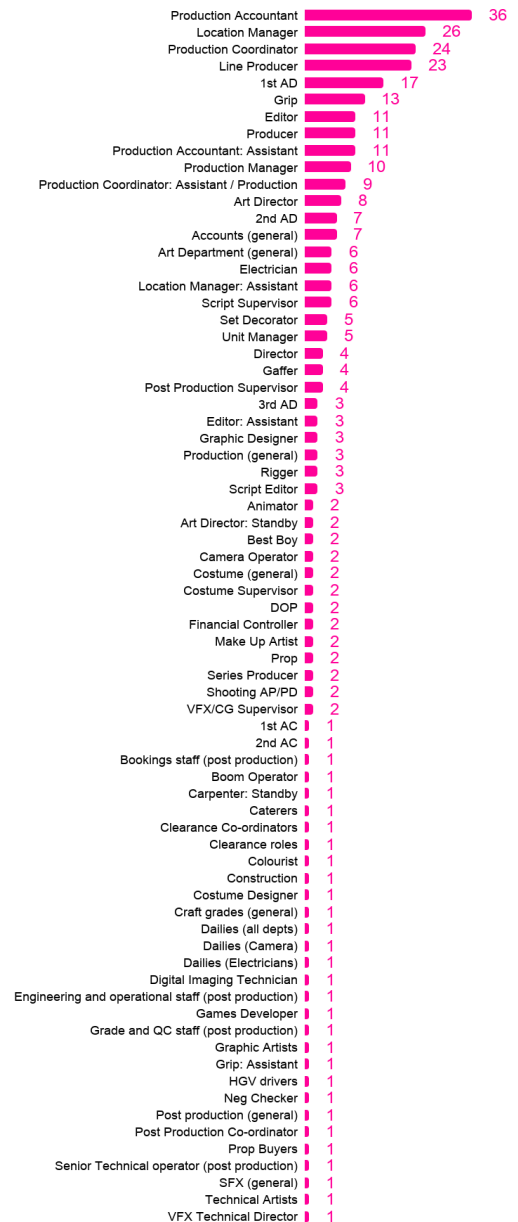 Production Accountant 36
Location Manager 26
Production Coordinator 24
Line Producer 23
1st AD 17
Grip 13
Editor 11
Producer 11
Production Accountant: Assistant 11
Production Manager 10
Production Coordinator: Assistant / Production 9
Art Director 8
2nd AD 7
Accounts (general) 7
Art Department (general) 6
Electrician 6
Location Manager: Assistant 6
Script Supervisor 6
Set Decorator 5
Unit Manager 5
Director 4
Gaffer 4
Post Production Supervisor 4
3rd AD 3
Editor: Assistant 3
Graphic Designer 3
Production (general) 3
Rigger 3
Script Editor 3
Animator 2
Art Director: Standby 2
Best Boy 2
Camera Operator 2
Costume (general) 2
Costume Supervisor 2
DOP 2
Financial Controller 2
Make Up Artist 2
Prop 2
Series Producer 2
Shooting AP/PD 2
VFX/CG Supervisor 2
1st AC 1
2nd AC 1
Bookings staff (post production) 1
Boom Operator 1
Carpenter: Standby 1
Caterers 1
Clearance Co-ordinators 1
Clearance roles 1
Colourist 1
Construction 1
Costume Designer 1
Craft grades (general) 1
Dailies (all depts) 1
Dailies (Camera) 1
Dailies (Electricians) 1
Digital Imaging Technician 1
Engineering and operational staff (post production) 1
Games Developer 1
Grade and QC staff (post production) 1
Graphic Artists 1
Grip: Assistant 1
HGV drivers 1
Neg Checker 1
Post production (general) 1
Post Production Co-ordinator 1
Prop Buyers 1
Senior Technical operator (post production) 1
SFX (general) 1
Technical Artists 1
VFX Technical Director 1